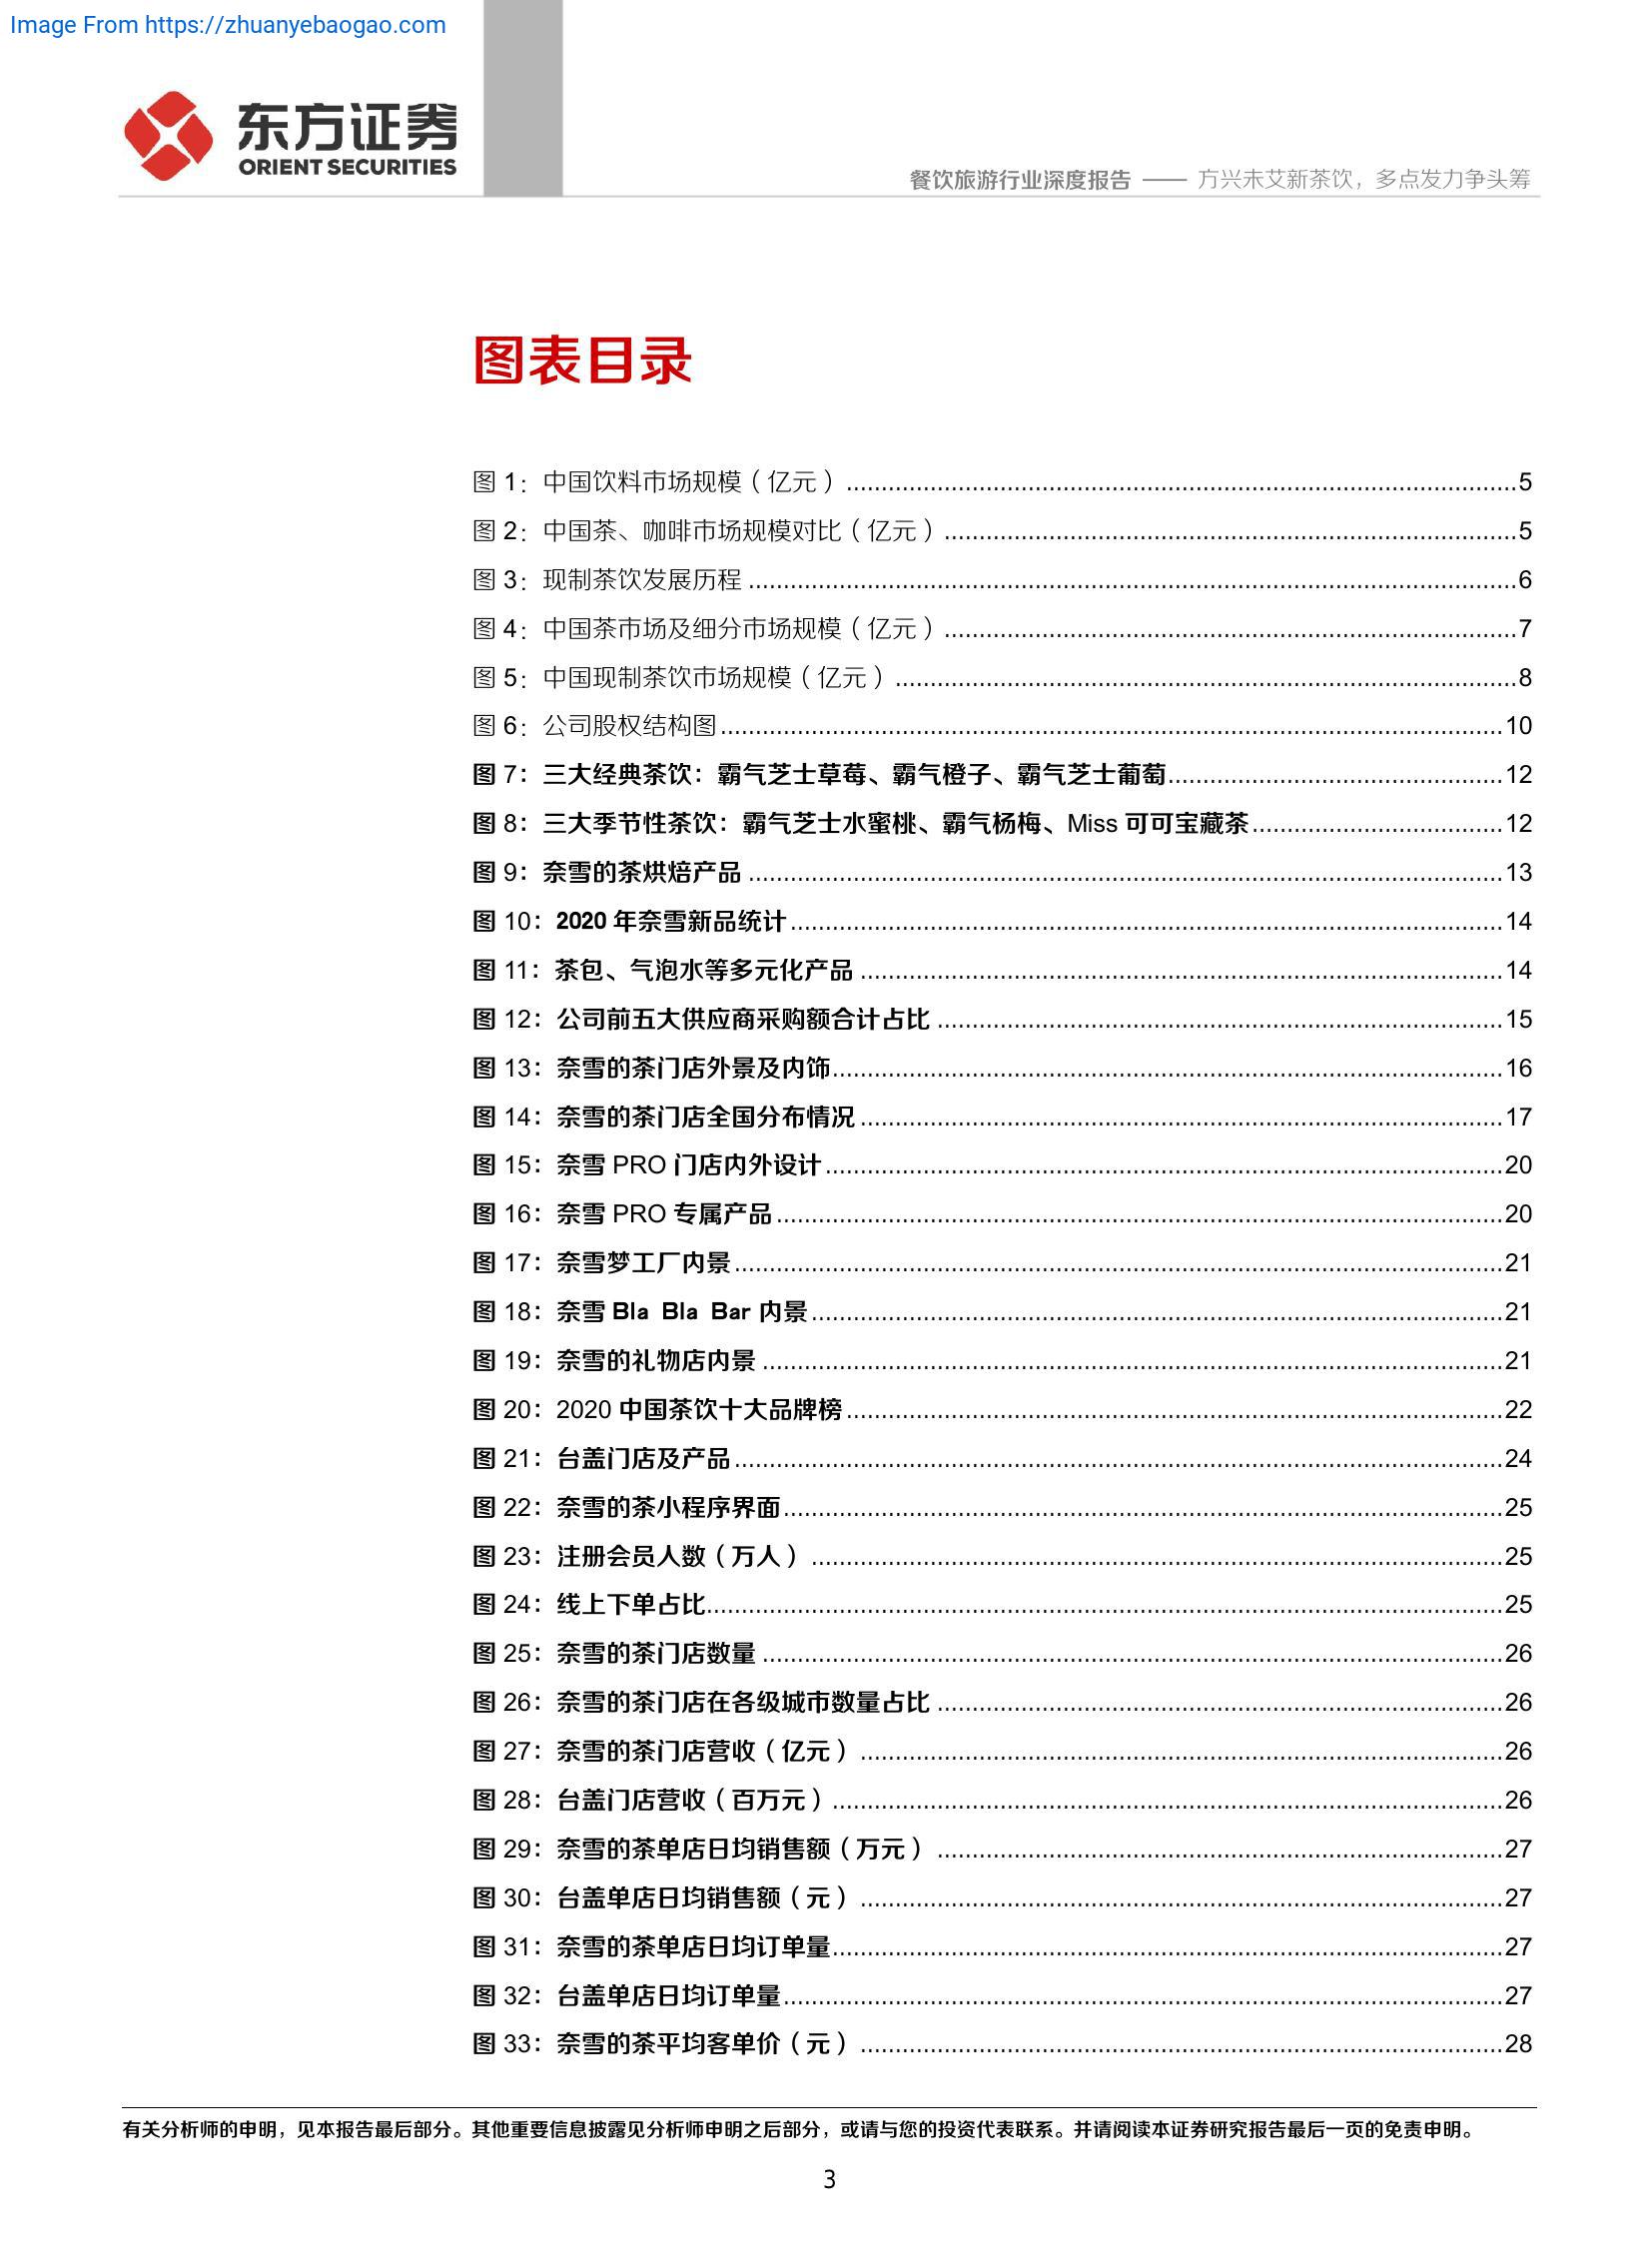 Image From https://zhuanyebaogao.com
东方证券
ORIENT SECURITIES
餐饮旅游行业深度报告 —— 方兴未艾新茶饮，多点发力争头筹
图表目录
图 1：中国饮料市场规模（亿元）................................5
图 2：中国茶、咖啡市场规模对比（亿元）................................5
图 3：现制茶饮发展历程................................6
图 4：中国茶市场及细分市场规模（亿元）................................7
图 5：中国现制茶饮市场规模（亿元）................................8
图 6：公司股权结构图................................10
图 7：三大经典茶饮：霸气芝士草莓、霸气橙子、霸气芝士葡萄................................12
图 8：三大季节性茶饮：霸气芝士水蜜桃、霸气杨梅、Miss 可可宝藏茶................................12
图 9：奈雪的茶烘焙产品................................13
图 10：2020 年奈雪新品统计................................14
图 11：茶包、气泡水等多元化产品................................14
图 12：公司前五大供应商采购额合计占比................................15
图 13：奈雪的茶门店外景及内饰................................16
图 14：奈雪的茶门店全国分布情况................................17
图 15：奈雪 PRO 门店内外设计................................20
图 16：奈雪 PRO 专属产品................................20
图 17：奈雪梦工厂内景................................21
图 18：奈雪 Bla Bla Bar 内景................................21
图 19：奈雪的礼物店内景................................21
图 20：2020 中国茶饮十大品牌榜................................22
图 21：台盖门店及产品................................24
图 22：奈雪的茶小程序界面................................25
图 23：注册会员人数（万人）................................25
图 24：线上下单占比................................25
图 25：奈雪的茶门店数量................................26
图 26：奈雪的茶门店在各级城市数量占比................................26
图 27：奈雪的茶门店营收（亿元）................................26
图 28：台盖门店营收（百万元）................................26
图 29：奈雪的茶单店日均销售额（万元）................................27
图 30：台盖单店日均销售额（元）................................27
图 31：奈雪的茶单店日均订单量................................27
图 32：台盖单店日均订单量................................27
图 33：奈雪的茶平均客单价（元）................................28
有关分析师的申明，见本报告最后部分。其他重要信息披露见分析师申明之后部分，或请与您的投资代表联系。并请阅读本证券研究报告最后一页的免责申明。
3